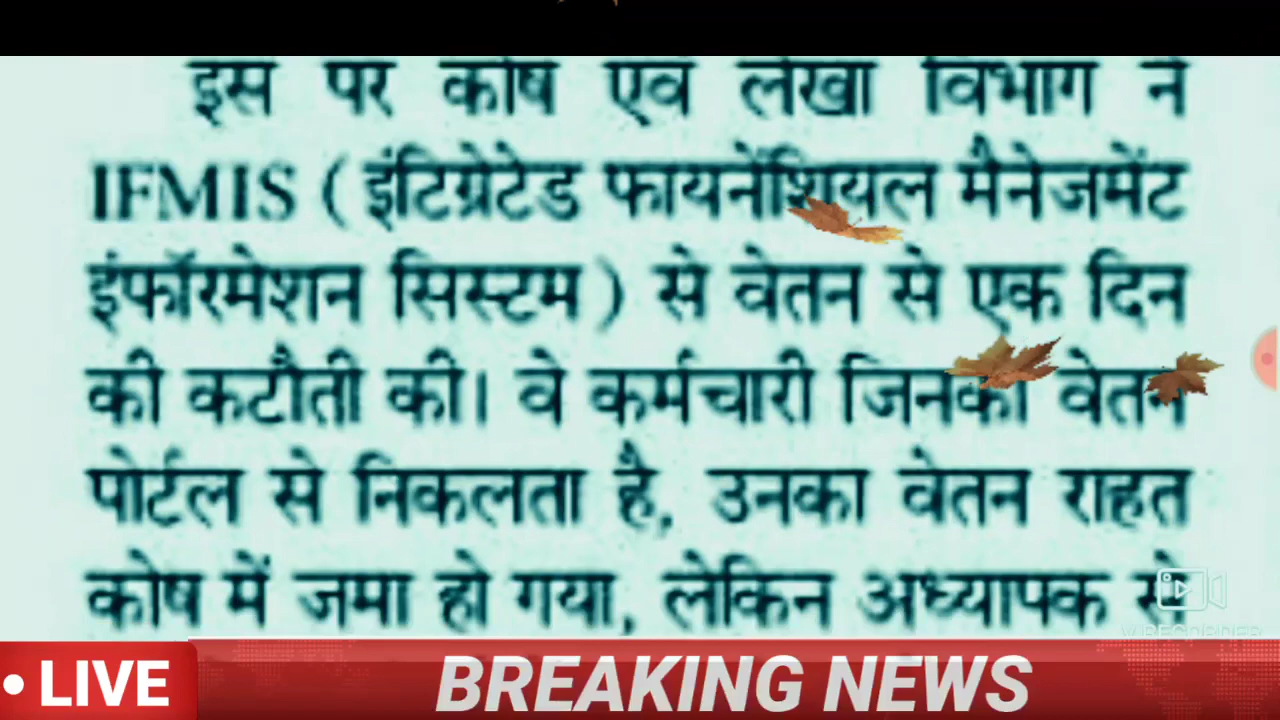 इस पर कोष एवं लेखा विभाग ने
IFMIS ( इंटिग्रेटेड फायनेंशियल मैनेजमेंट
इंफॉरमेशन सिस्टम ) से वेतन से एक दिन
की कटौती की। वे कर्मचारी जिनका वेतन
पोर्टल से निकलता है, उनका वेतन राहत
कोष में जमा हो गया, लेकिन अध्यापक से
VIRECORDER
• LIVE
BREAKING NEWS